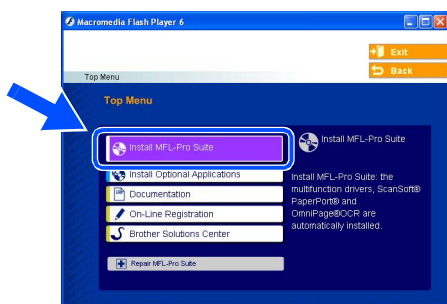 Macromedia Flash Player 6
Exit
Back
Top Menu
Top Menu
Install MFL-Pro Suite
Install Optional Applications
Documentation
On-Line Registration
Brother Solutions Center
Repair MFL-Pro Suite
Install MFL-Pro Suite
Install MFL-Pro Suite: the
multifunction drivers, ScanSoft®
PaperPort® and
OmniPage®OCR are
automatically installed.